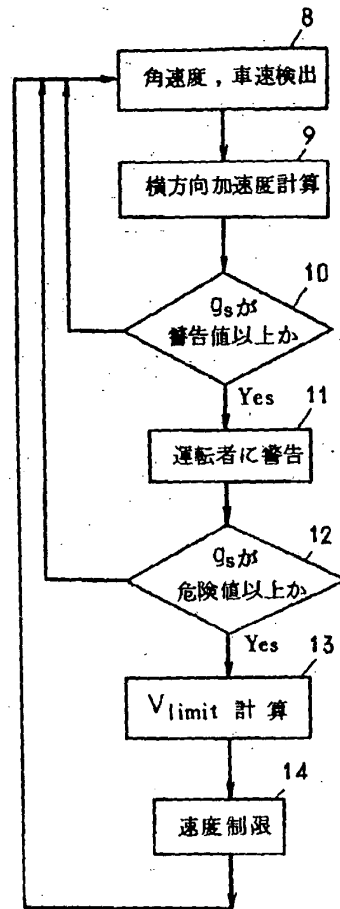 8
角速度，車速検出
9
横方向加速度計算
10
gsが
警告値以上か
Yes
11
運転者に警告
12
gsが
危険値以上か
Yes
13
Vlimit 計算
14
速度制限